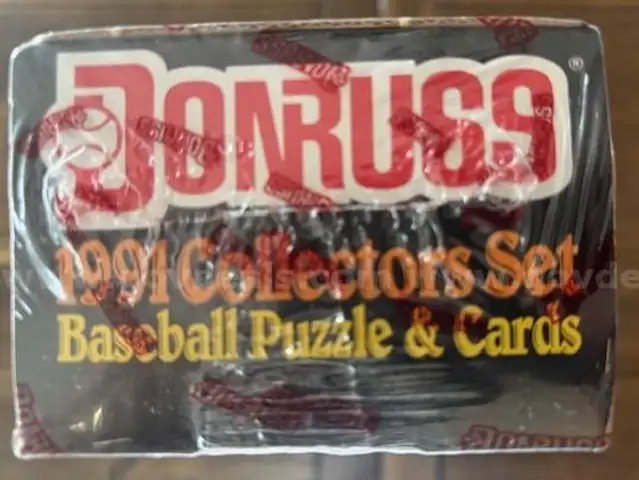 DONRUSS®
1991 Collectors Set
Baseball Puzzle & Cards